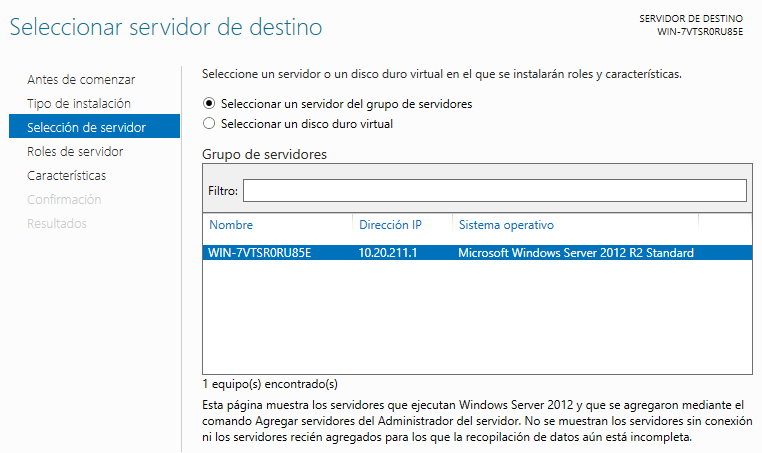 Seleccionar servidor de destino
SERVIDOR DE DESTINO
WIN-7VTSR0RU85E
Antes de comenzar
Tipo de instalación
Selección de servidor
Roles de servidor
Características
Confirmación
Resultados
Seleccione un servidor o un disco duro virtual en el que se instalarán roles y características.
Seleccionar un servidor del grupo de servidores
Seleccionar un disco duro virtual
Grupo de servidores
Filtro:
Nombre Dirección IP Sistema operativo
WIN-7VTSR0RU85E 10.20.211.1 Microsoft Windows Server 2012 R2 Standard
1 equipo(s) encontrado(s)
Esta página muestra los servidores que ejecutan Windows Server 2012 y que se agregaron mediante el
comando Agregar servidores del Administrador del servidor. No se muestran los servidores sin conexión
ni los servidores recién agregados para los que la recopilación de datos aún está incompleta.